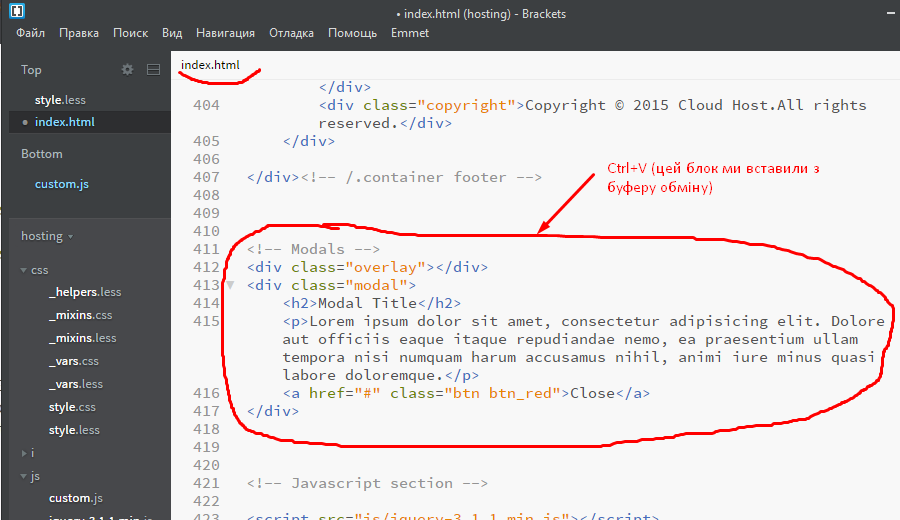 • index.html (hosting) - Brackets
Файл Правка Поиск Вид Навигация Отладка Помощь Emmet
Top
style.less
• index.html
Bottom
custom.js
hosting
css
_helpers.less
_mixins.css
_mixins.less
_vars.css
_vars.less
style.css
style.less
i
js
custom.js
index.html
</div>
404 <div class="copyright">Copyright © 2015 Cloud Host.All rights
reserved.</div>
405 </div>
406
407 </div><!-- /.container footer -->
408
409
410
411 <!-- Modals -->
412 <div class="overlay"></div>
413 <div class="modal">
414 <h2>Modal Title</h2>
415 <p>Lorem ipsum dolor sit amet, consectetur adipisicing elit. Dolore
aut officiis eaque itaque repudiandae nemo, ea praesentium ullam
tempora nisi numquam harum accusamus nihil, animi iure minus quasi
labore doloremque.</p>
416 <a href="#" class="btn btn_red">Close</a>
417 </div>
418
419
420
421 <!-- Javascript section -->
422
423 <script src="js/jquery-3.1.1.min.js"></script>
Ctrl+V (цей блок ми вставили з
буферу обміну)